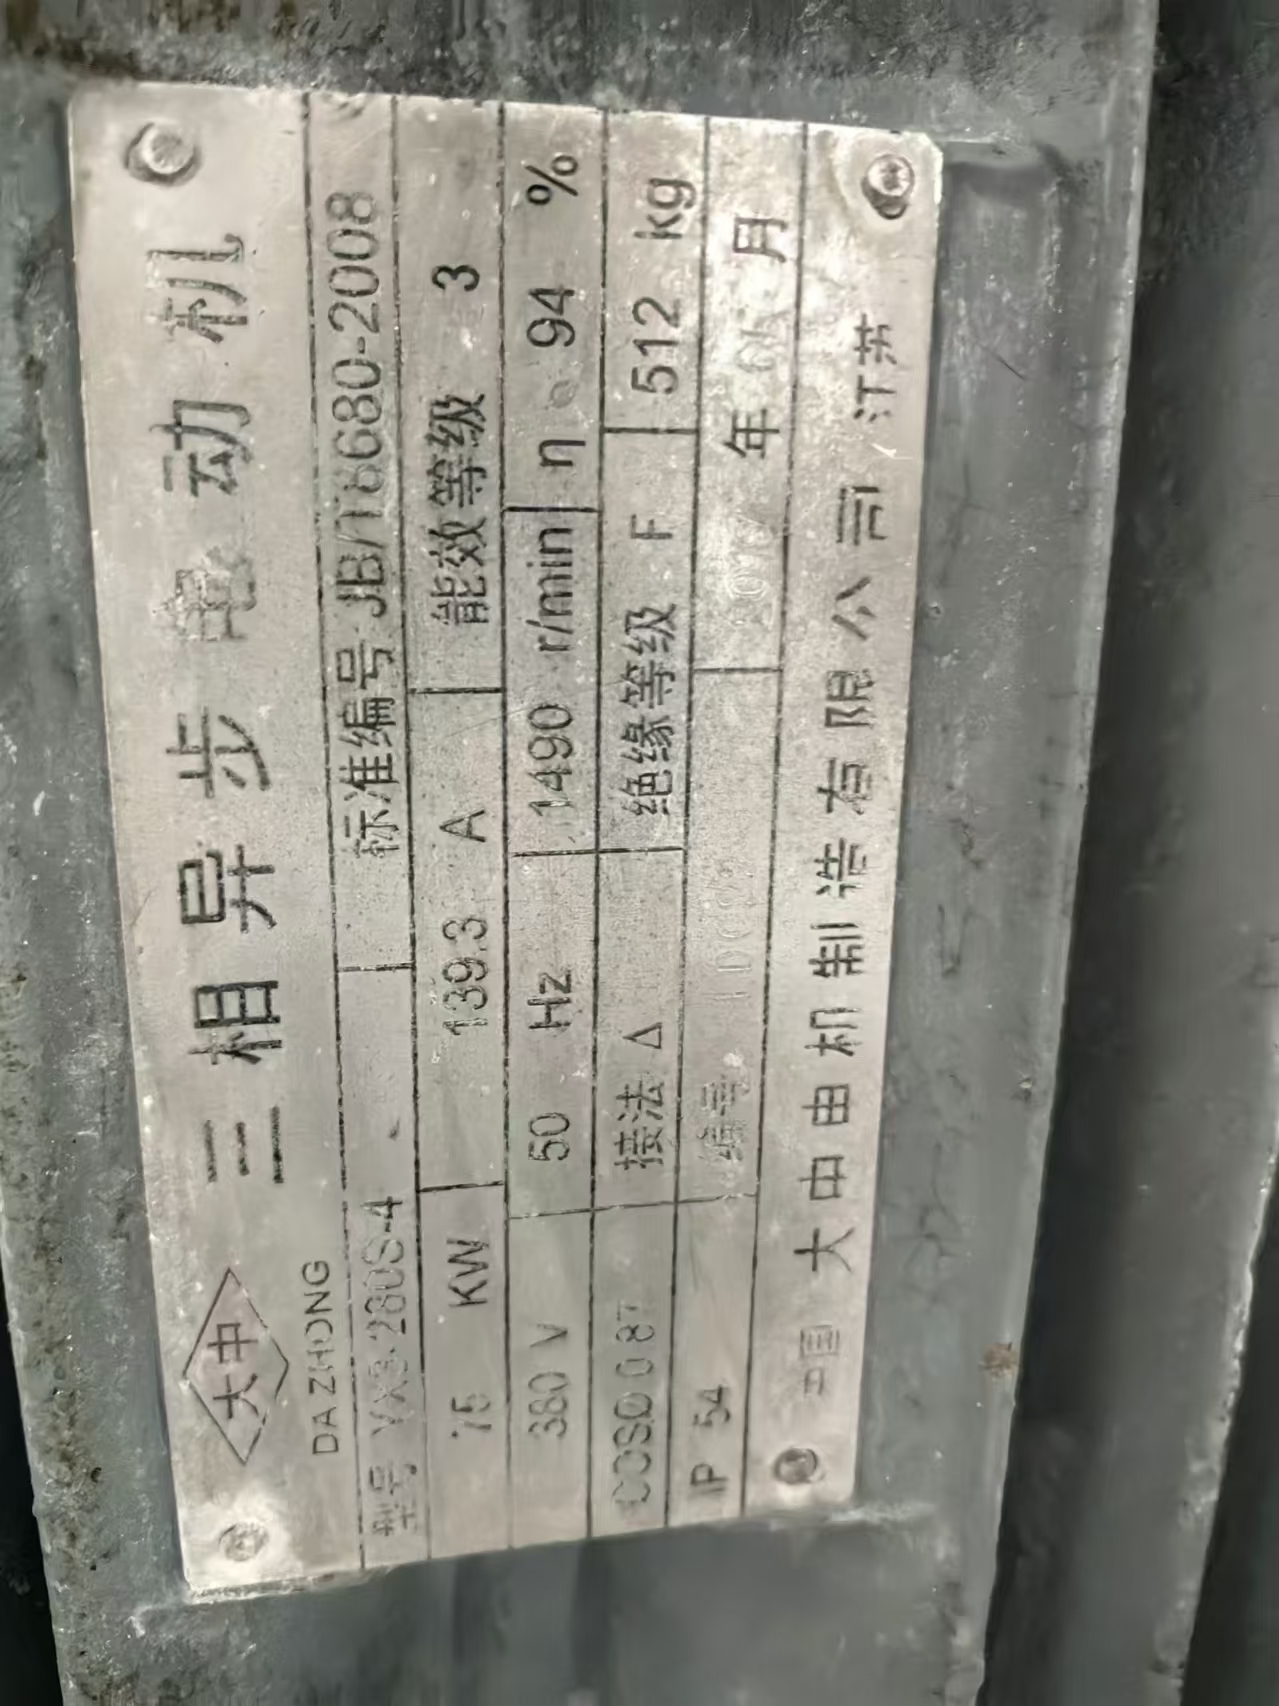 大中 三相异步电动机
DA ZHONG
型号 YX3-280S-4 标准编号 JB/T8680-2008
75 KW 139.3 A 能效等级 3
380 V 50 Hz 1490 r/min η 94 %
COSΦ 0.87 接法 Δ 绝缘等级 F 512 kg
IP 54 编号 年 月
中国 大中电机制造有限公司 江苏